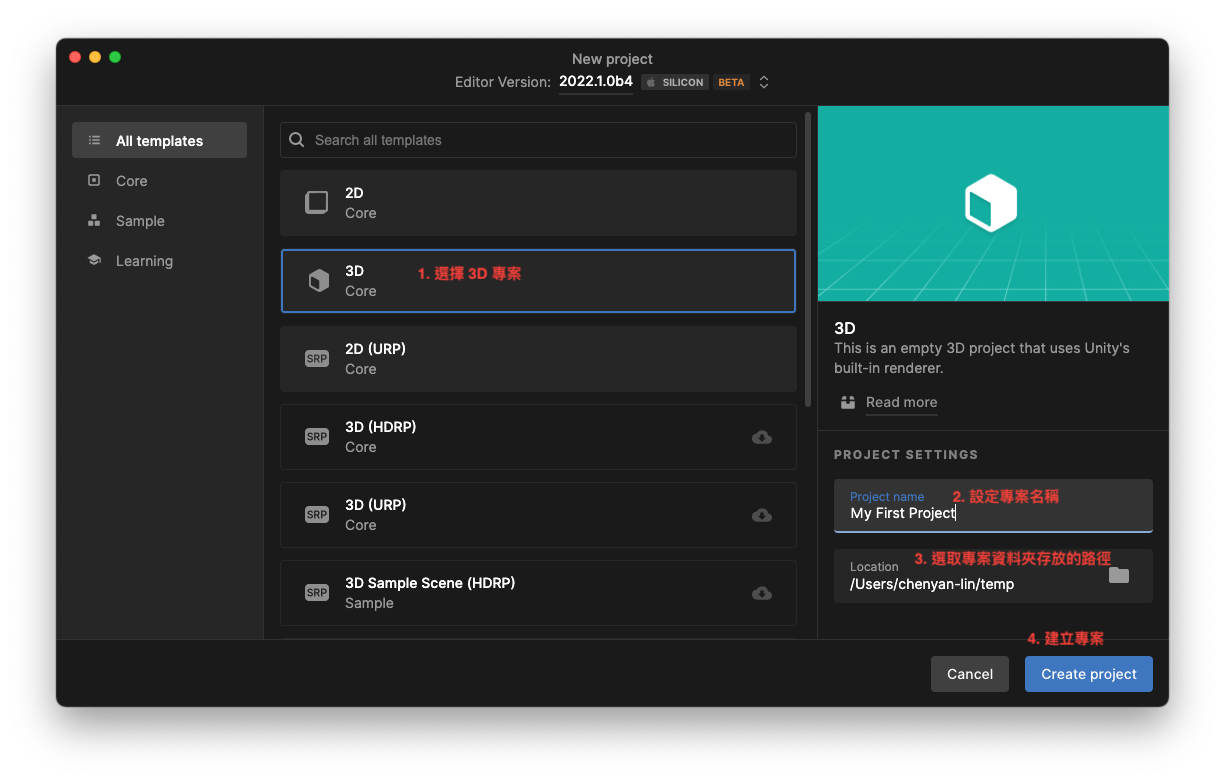 New project
Editor Version: 2022.1.0b4 SILICON BETA
All templates
Core
Sample
Learning
Search all templates
2D
Core
3D
Core
1. 選擇 3D 專案
2D (URP)
Core
SRP
3D (HDRP)
Core
SRP
3D (URP)
Core
SRP
3D Sample Scene (HDRP)
Sample
SRP
3D
This is an empty 3D project that uses Unity's
built-in renderer.
Read more
PROJECT SETTINGS
Project name
2. 設定專案名稱
My First Project
3. 選取專案資料夾存放的路徑
Location
/Users/chenyan-lin/temp
4. 建立專案
Cancel
Create project